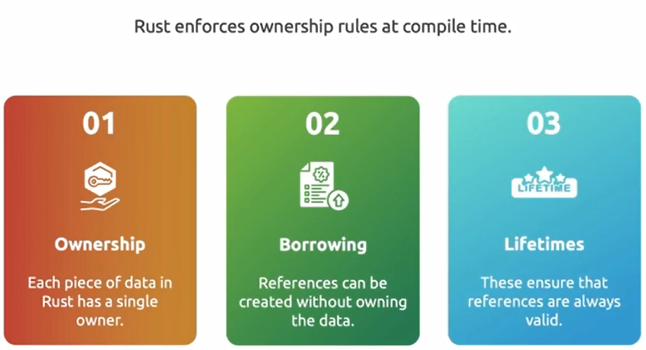 Rust enforces ownership rules at compile time.
01
Ownership
Each piece of data in
Rust has a single
owner.
02
Borrowing
References can be
created without owning
the data.
03
LIFETIME
Lifetimes
These ensure that
references are always
valid.